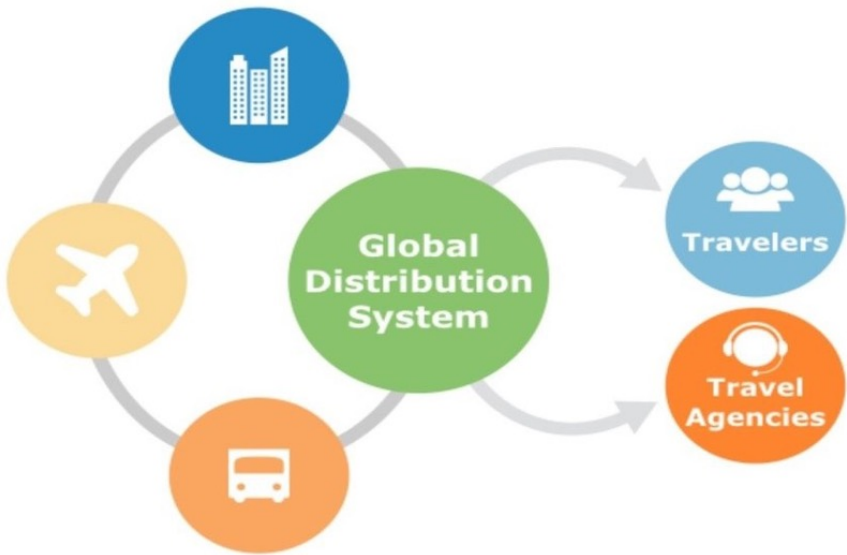 Global
Distribution
System
Travelers
Travel
Agencies